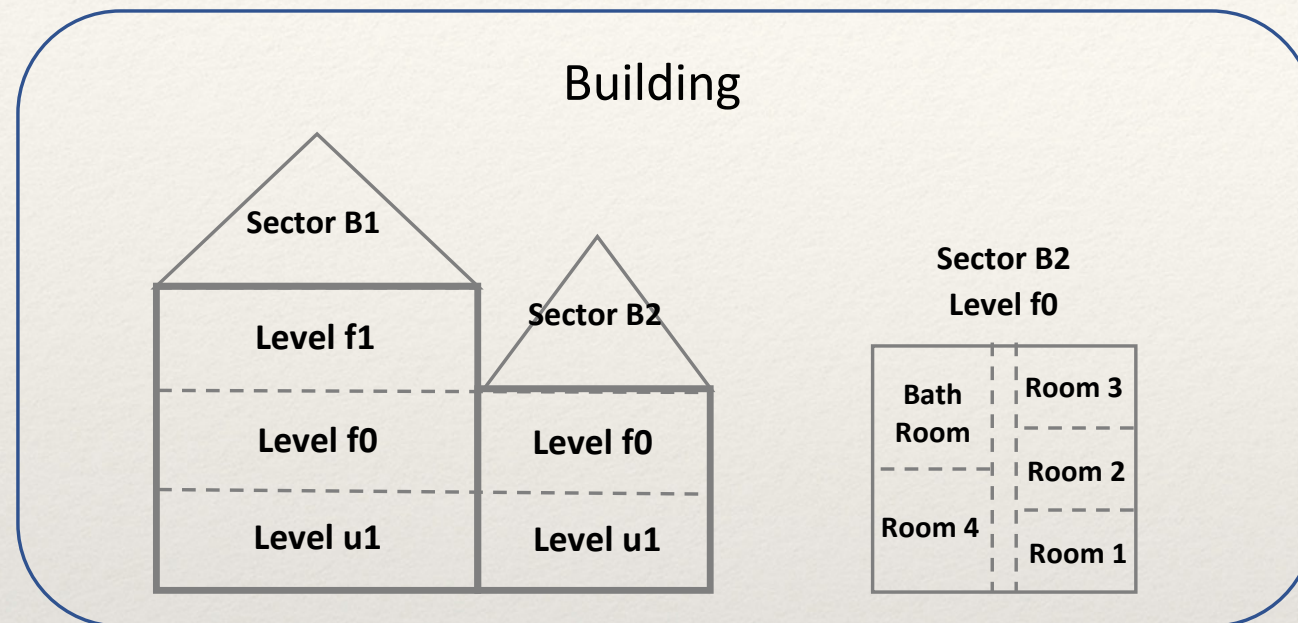 Building
Sector B1
Level f1
Level f0
Level u1
Sector B2
Level f0
Level u1
Sector B2
Level f0
Bath
Room
Room 4
Room 3
Room 2
Room 1